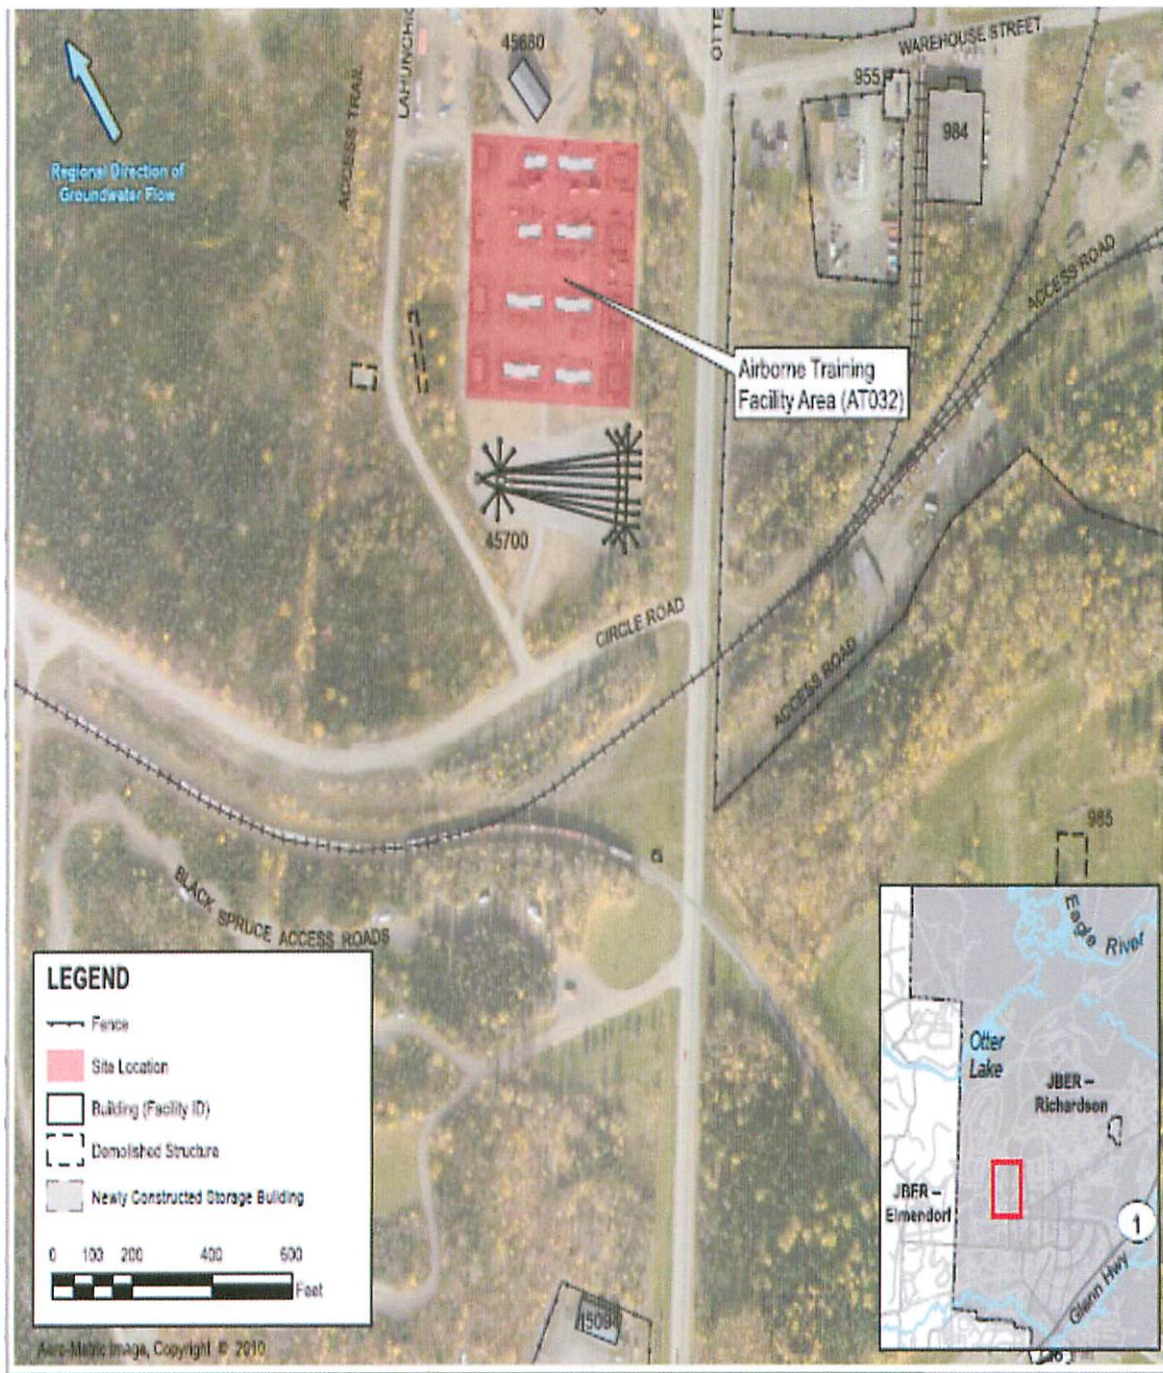 45680
OTTE
WAREHOUSE STREET
955
984
ACCESS TRAIL
Regional Direction of
Groundwater Flow
ACCESS ROAD
Airborne Training
Facility Area (AT032)
45700
CIRCLE ROAD
ACCESS ROAD
985
BLACK SPRUCE ACCESS ROADS
LEGEND
Fence
Site Location
Building (Facility ID)
Demolished Structure
Newly Constructed Storage Building
0 100 200 400 600
Feet
Aero-Metric Image, Copyright © 2010
Eagle River
Otter
Lake
JBER –
Richardson
JBER –
Elmendorf
1
Glenn Hwy